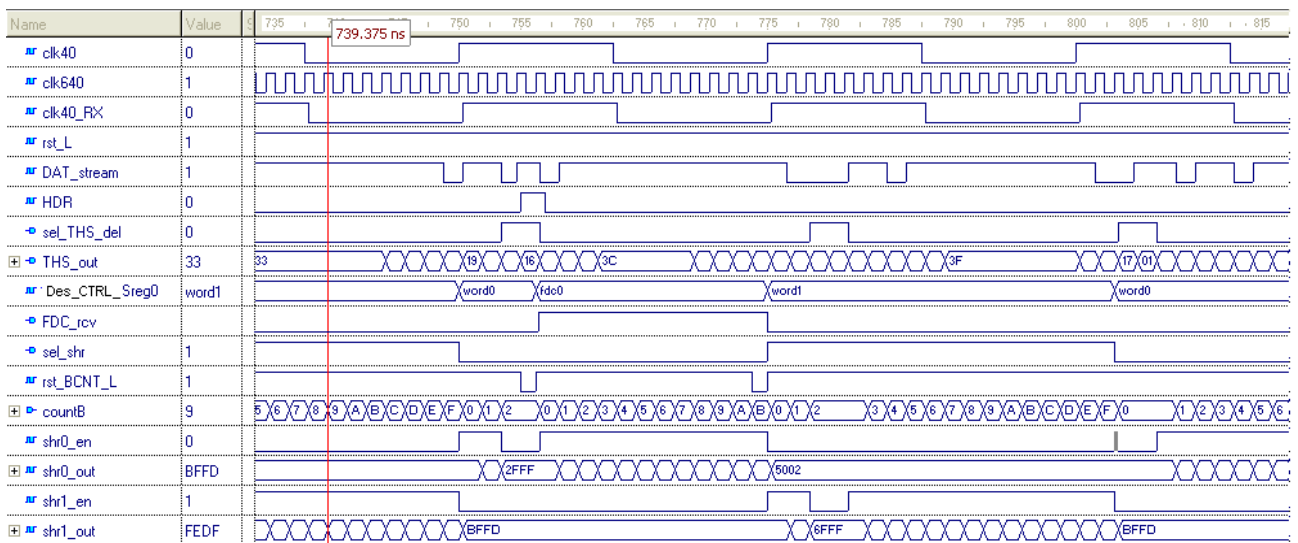 Name Value S 735 750 755 760 765 770 775 780 785 790 795 800 805 810 815
739.375 ns
clk40 0
clk640 1
clk40_RX 0
rst_L 1
DAT_stream 1
HDR 0
sel_THS_del 0
THS_out 33 33 19 16 3C 3F 17 01
Des_CTRL_Sreg0 word1 word0 fdc0 word1 word0
FDC_rcv
sel_shr 1
rst_BCNT_L 1
countB 9 5 6 7 8 9 A B C D E F 0 1 2 0 1 2 3 4 5 6 7 8 9 A B 0 1 2 3 4 5 6 7 8 9 A B C D E F 0 1 2 3 4 5 6
shr0_en 0
shr0_out BFFD 2FFF 5002
shr1_en 1
shr1_out FEDF BFFD 6FFF BFFD